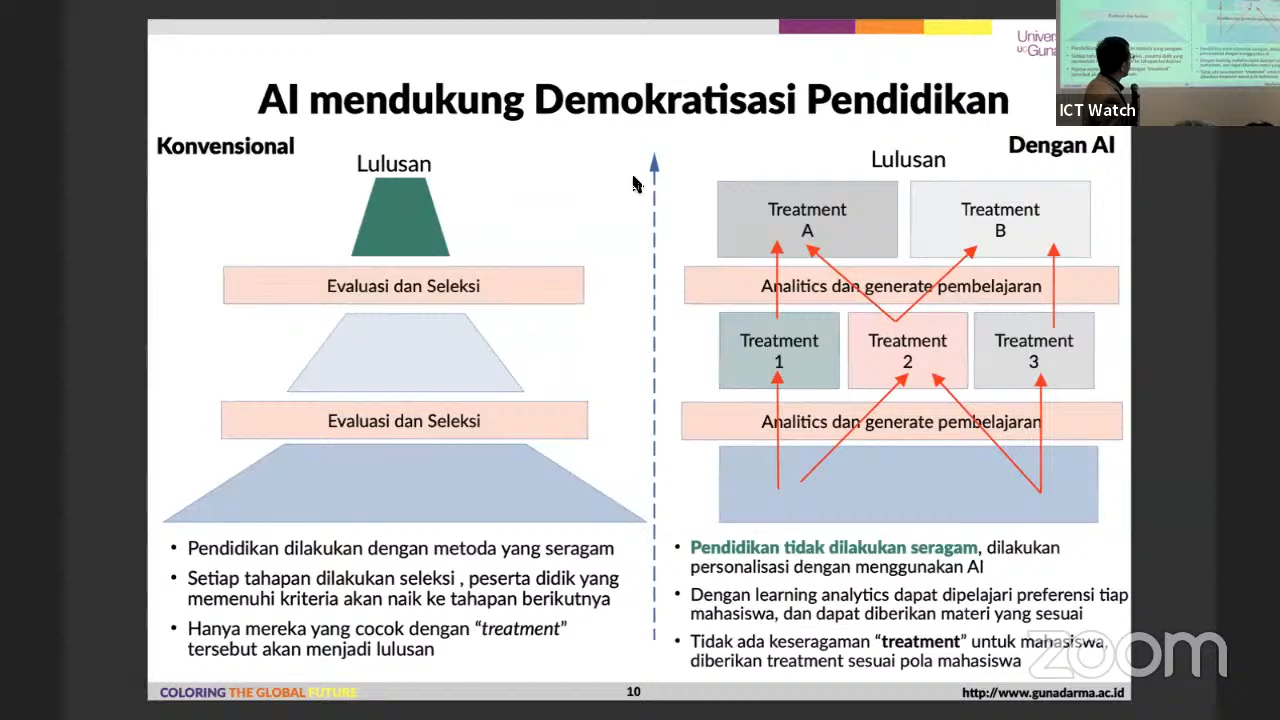 Univers
UG Gunad
ICT Watch
AI mendukung Demokratisasi Pendidikan
Konvensional
Lulusan
Evaluasi dan Seleksi
Evaluasi dan Seleksi
• Pendidikan dilakukan dengan metoda yang seragam
• Setiap tahapan dilakukan seleksi , peserta didik yang
memenuhi kriteria akan naik ke tahapan berikutnya
• Hanya mereka yang cocok dengan “treatment”
tersebut akan menjadi lulusan
Dengan AI
Lulusan
Treatment
A
Treatment
B
Analitics dan generate pembelajaran
Treatment
1
Treatment
2
Treatment
3
Analitics dan generate pembelajaran
• Pendidikan tidak dilakukan seragam, dilakukan
personalisasi dengan menggunakan AI
• Dengan learning analytics dapat dipelajari preferensi tiap
mahasiswa, dan dapat diberikan materi yang sesuai
• Tidak ada keseragaman “treatment” untuk mahasiswa,
diberikan treatment sesuai pola mahasiswa
zoom
COLORING THE GLOBAL FUTURE
10
http://www.gunadarma.ac.id